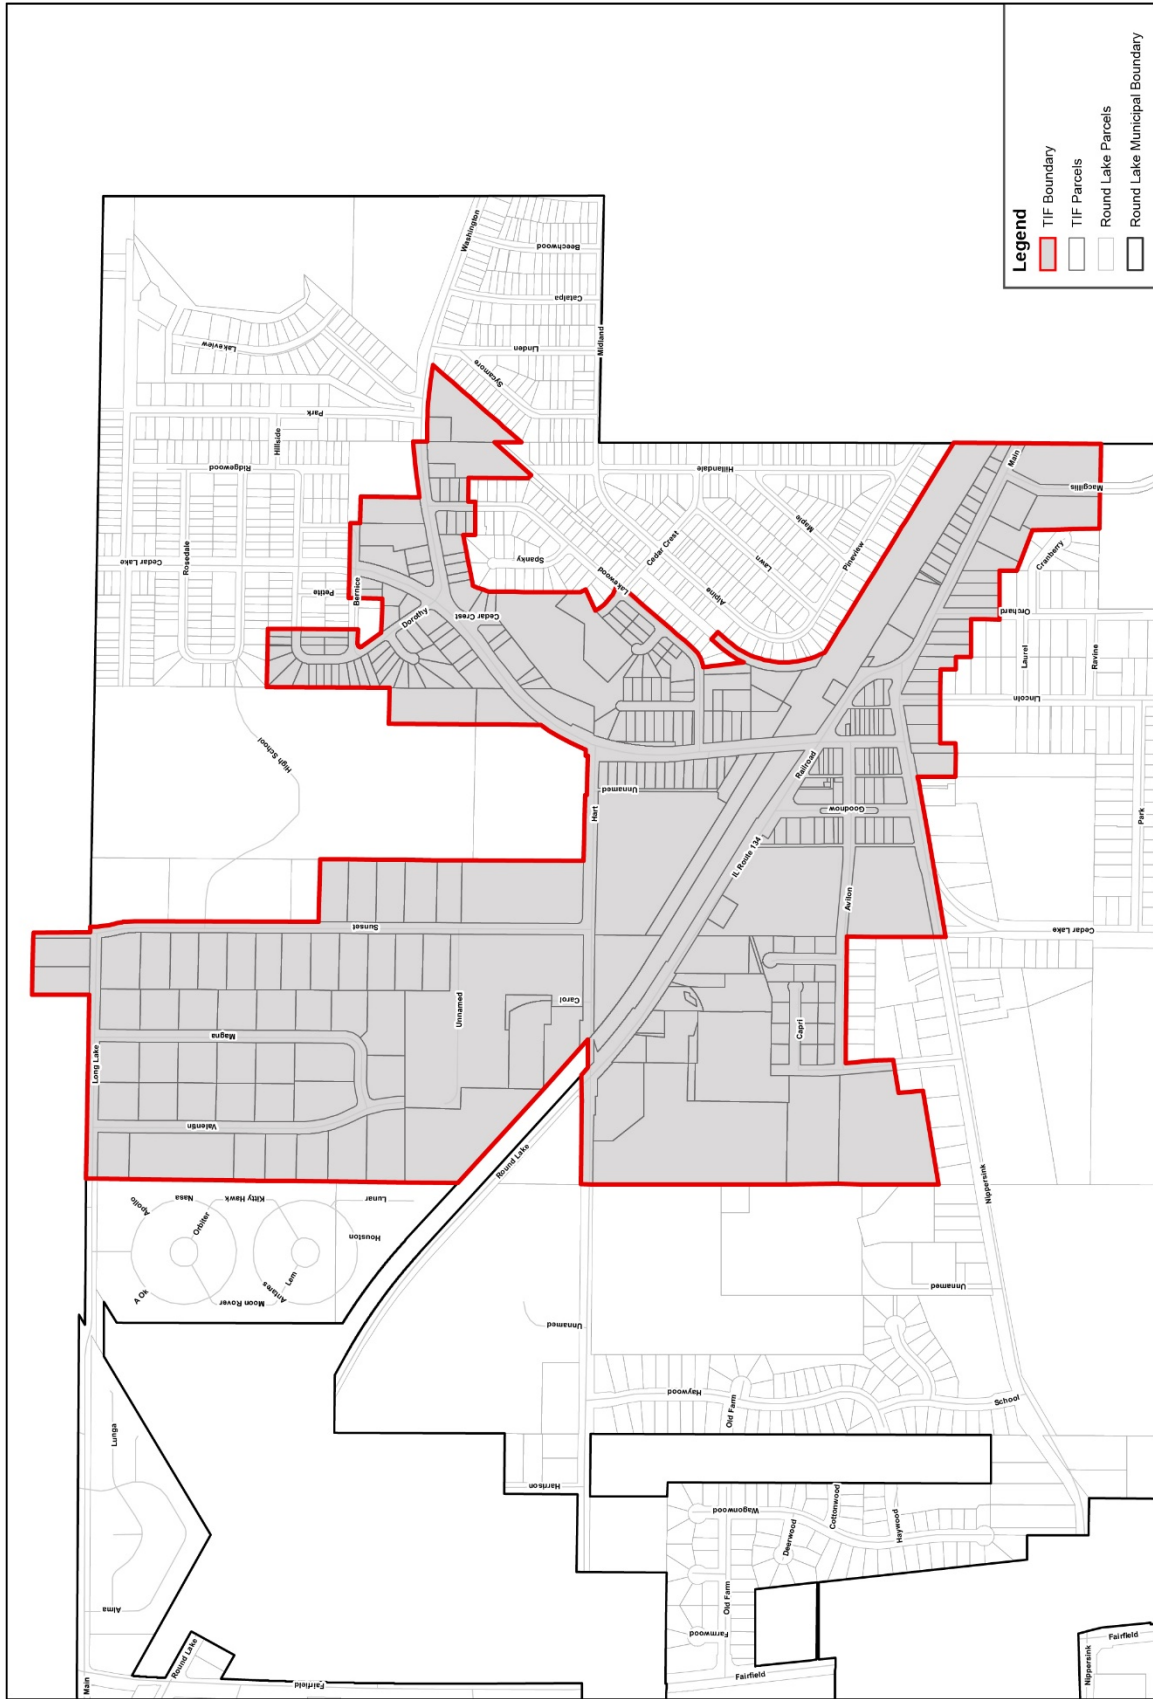 Washington
Beechwood
Catalpa
Lakeview
Linden
Midland
Sycamore
Park
Hillside
Ridgewood
Hillandale
Main
Macgillis
Rosedale
Cedar Lake
Maple
Spanky
Cedar Crest
Lawn
Pineview
Cranberry
Petite
Bernice
Lakewood
Alpine
Dorothy
Cedar Crest
Orchard
Laurel
Ravine
Lincoln
High School
Railroad
Unnamed
Hart
Goodnow
Park
IL Route 134
Avilon
Sunset
Cedar Lake
Unnamed
Carol
Magna
Capri
Long Lake
Valentin
Round Lake
Nippersink
Apollo
Nasa
Kitty Hawk
Lunar
Orbiter
Houston
Lem
Antares
A Ok
Moon Rover
Unnamed
Unnamed
Haywood
Old Farm
School
Lunga
Harrison
Wagonwood
Cottonwood
Deerwood
Haywood
Alma
Old Farm
Farmwood
Round Lake
Main
Fairfield
Fairfield
Nippersink
Fairfield
Legend
TIF Boundary
TIF Parcels
Round Lake Parcels
Round Lake Municipal Boundary